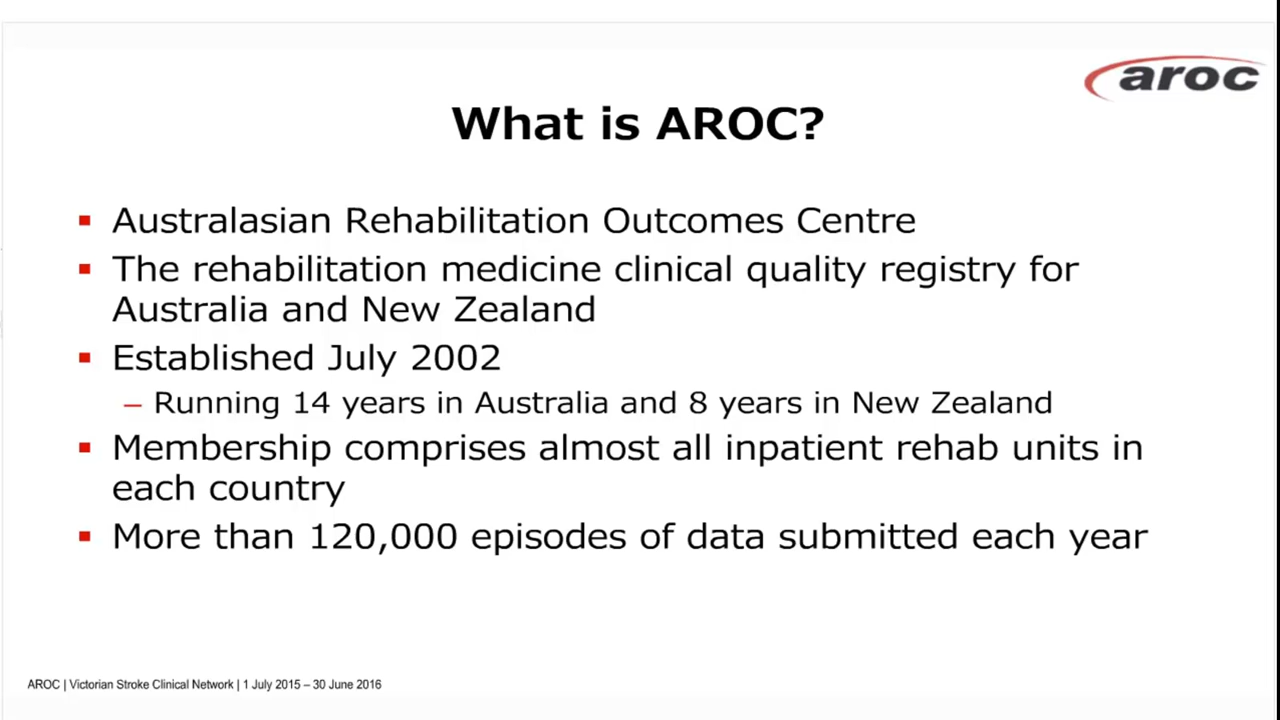 aroc
What is AROC?
▪ Australasian Rehabilitation Outcomes Centre
▪ The rehabilitation medicine clinical quality registry for
Australia and New Zealand
▪ Established July 2002
– Running 14 years in Australia and 8 years in New Zealand
▪ Membership comprises almost all inpatient rehab units in
each country
▪ More than 120,000 episodes of data submitted each year
AROC | Victorian Stroke Clinical Network | 1 July 2015 – 30 June 2016